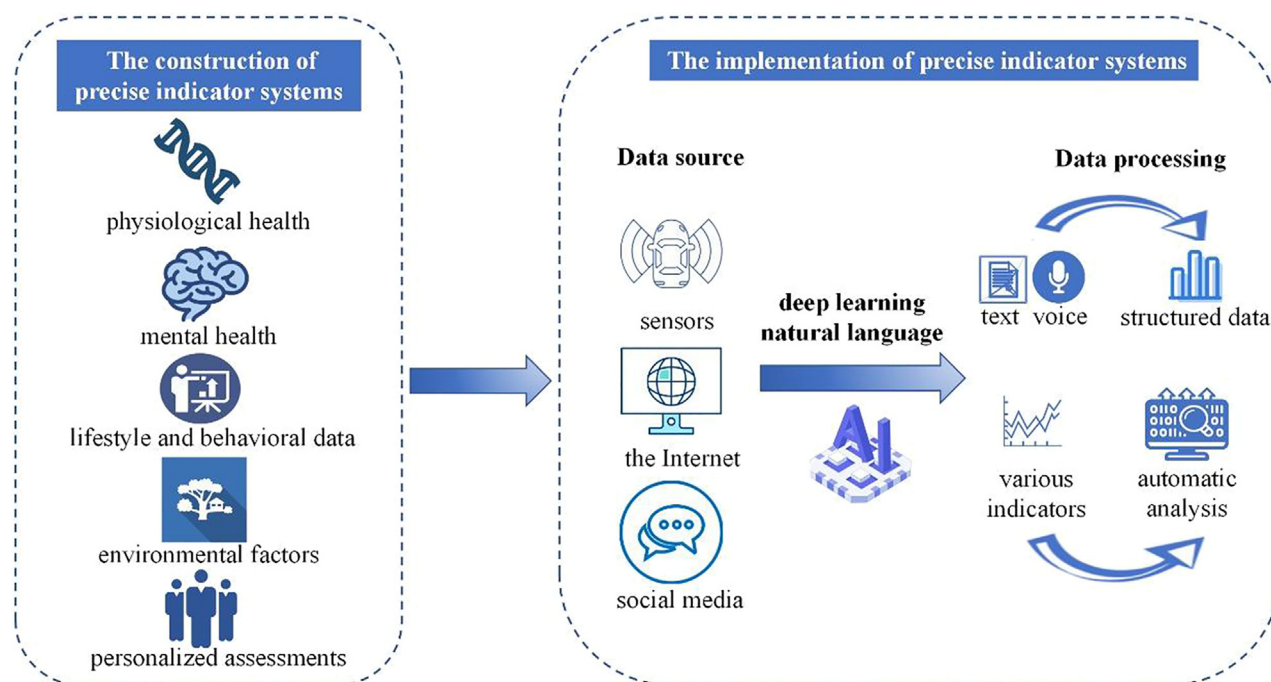 The construction of
precise indicator systems
physiological health
mental health
lifestyle and behavioral data
environmental factors
personalized assessments
The implementation of precise indicator systems
Data source
sensors
the Internet
social media
deep learning
natural language
AI
Data processing
text voice
structured data
various
indicators
automatic
analysis